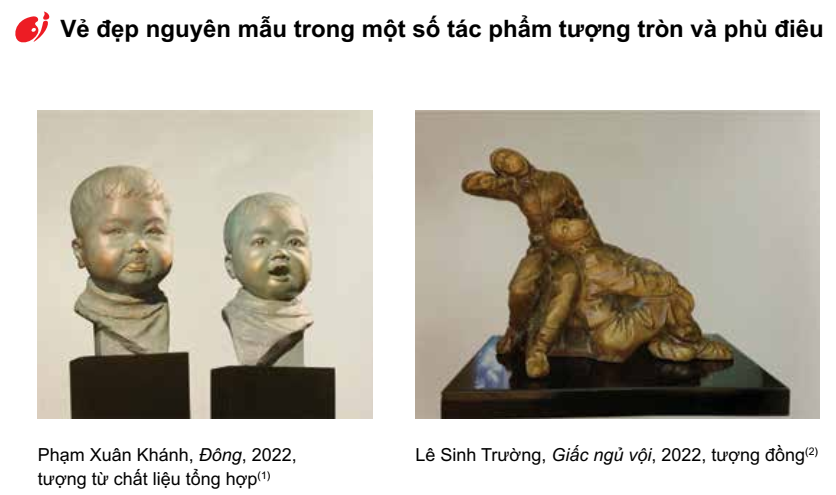 Vẻ đẹp nguyên mẫu trong một số tác phẩm tượng tròn và phù điêu
Phạm Xuân Khánh, Đông, 2022,
tượng từ chất liệu tổng hợp(1)
Lê Sinh Trường, Giấc ngủ vội, 2022, tượng đồng(2)